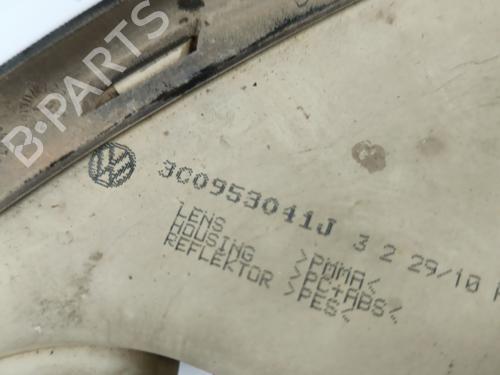 B-PARTS
3C0953041J 3 2 29/10
LENS >PMMA<
HOUSING >PC+ABS<
REFLEKTOR >PES<